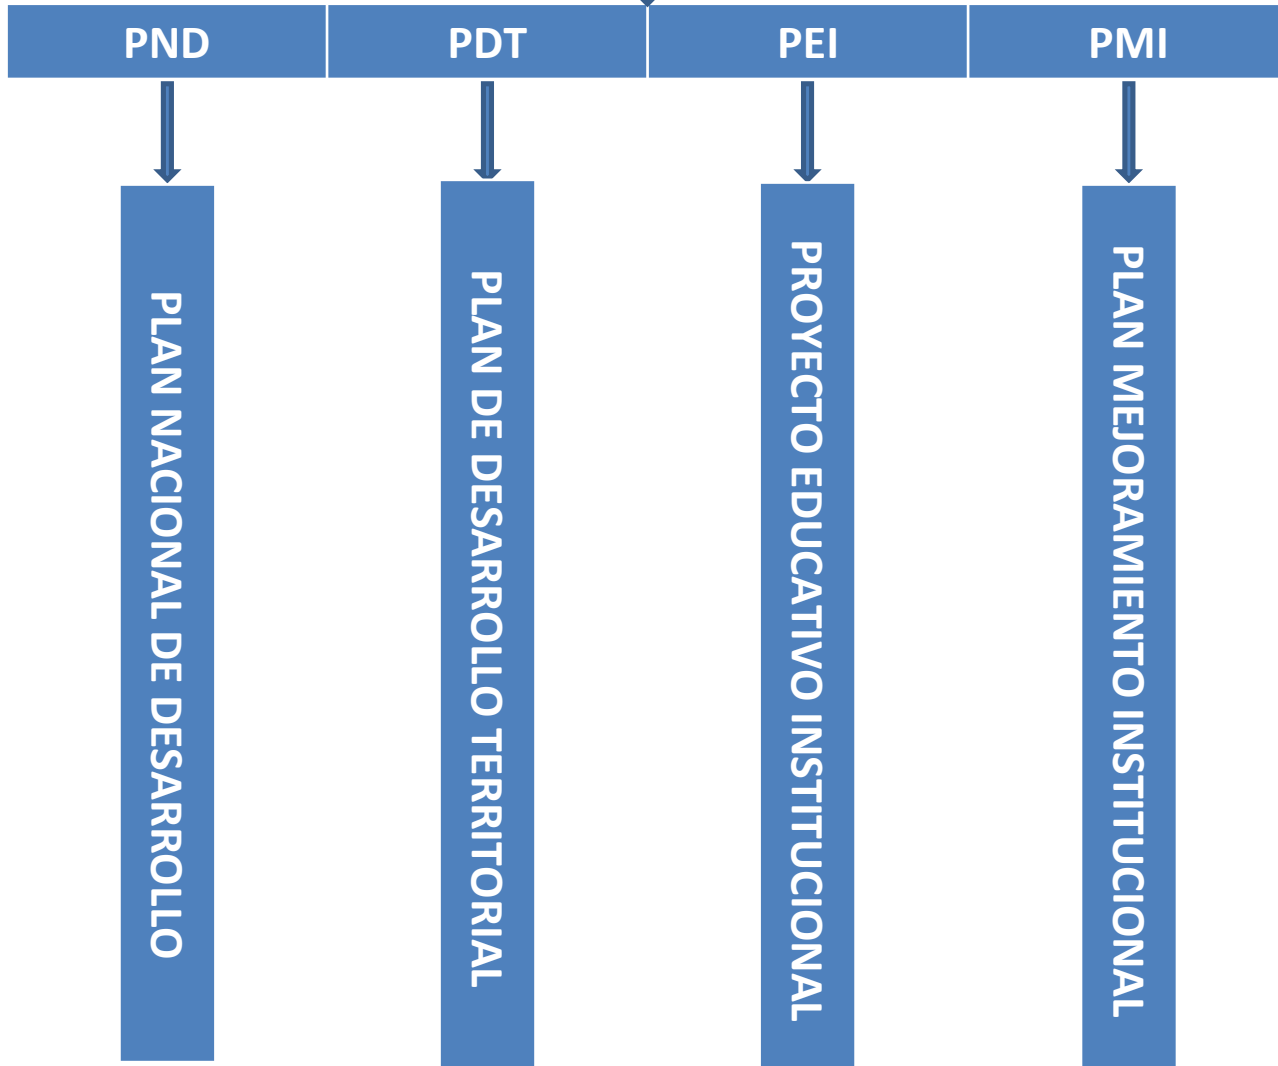 PND
PDT
PEI
PMI
PLAN NACIONAL DE DESARROLLO
PLAN DE DESARROLLO TERRITORIAL
PROYECTO EDUCATIVO INSTITUCIONAL
PLAN MEJORAMIENTO INSTITUCIONAL